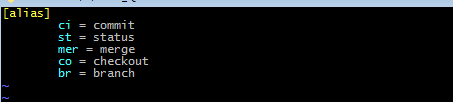 [alias]
ci = commit
st = status
mer = merge
co = checkout
br = branch
~
~